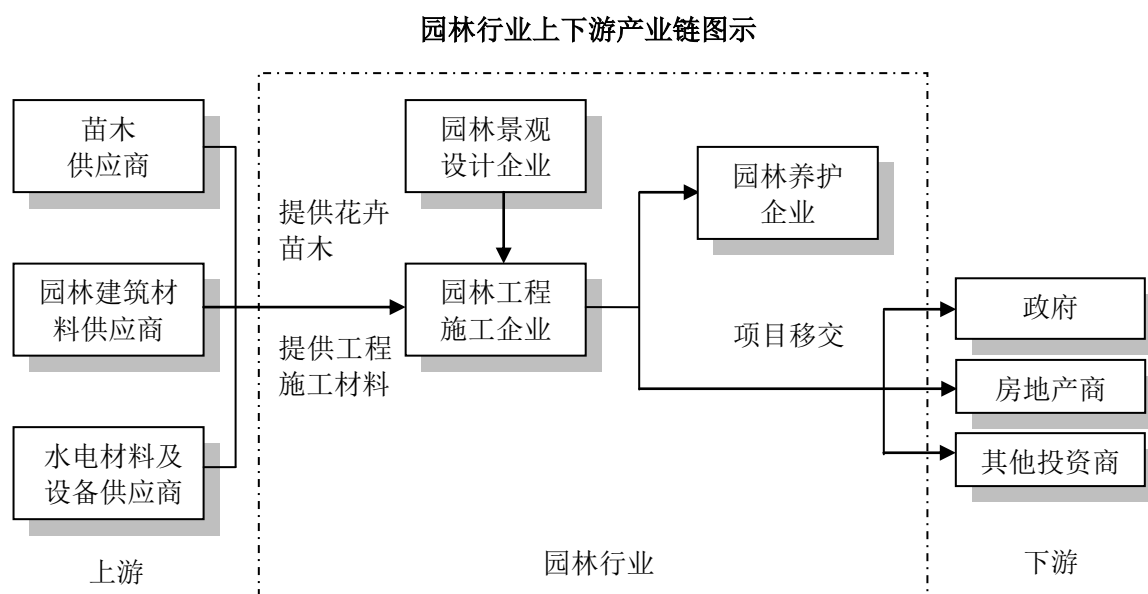 园林行业上下游产业链图示
苗木
供应商
园林建筑材
料供应商
水电材料及
设备供应商
上游
提供花卉
苗木
提供工程
施工材料
园林景观
设计企业
园林工程
施工企业
园林养护
企业
项目移交
园林行业
政府
房地产商
其他投资商
下游